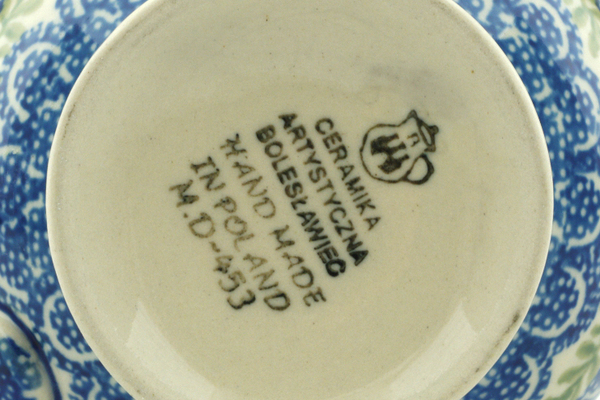 CERAMIKA
ARTYSTYCZNA
BOLESŁAWIEC
HAND MADE
IN POLAND
M.D-453